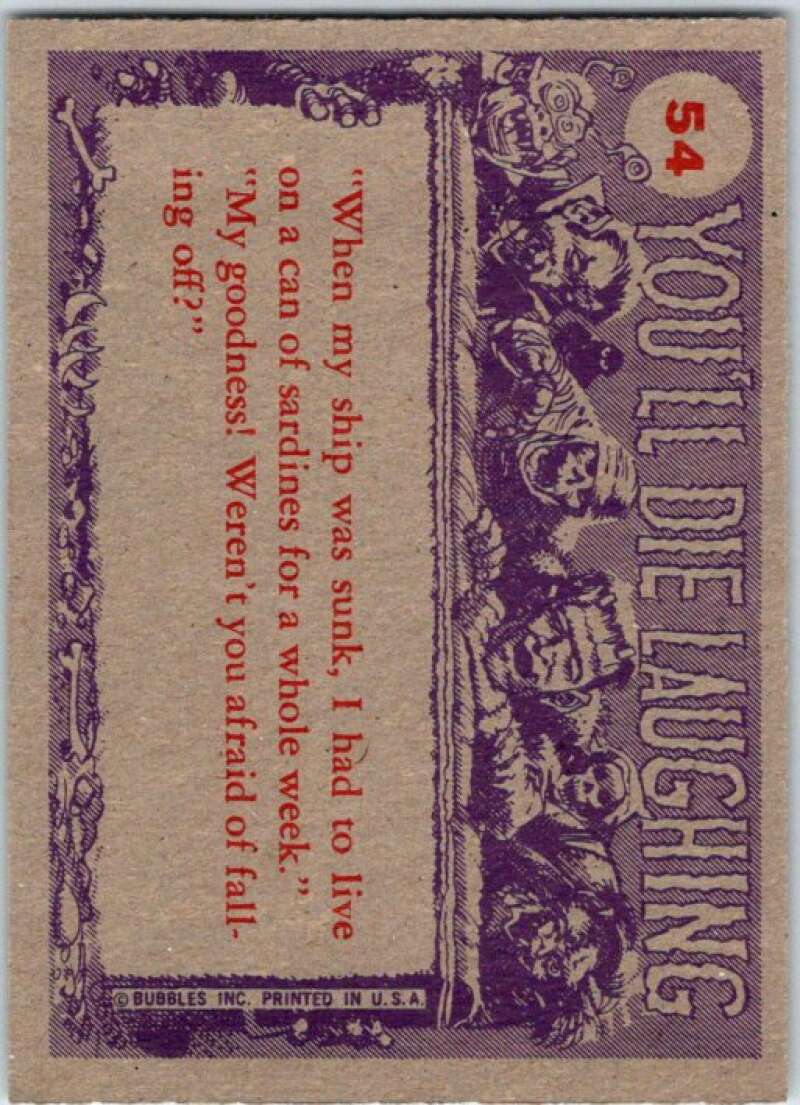 54
YOU'LL DIE LAUGHING
"When my ship was sunk, I had to live
on a can of sardines for a whole week."
"My goodness! Weren't you afraid of fall-
ing off?"
© BUBBLES INC. PRINTED IN U.S.A.